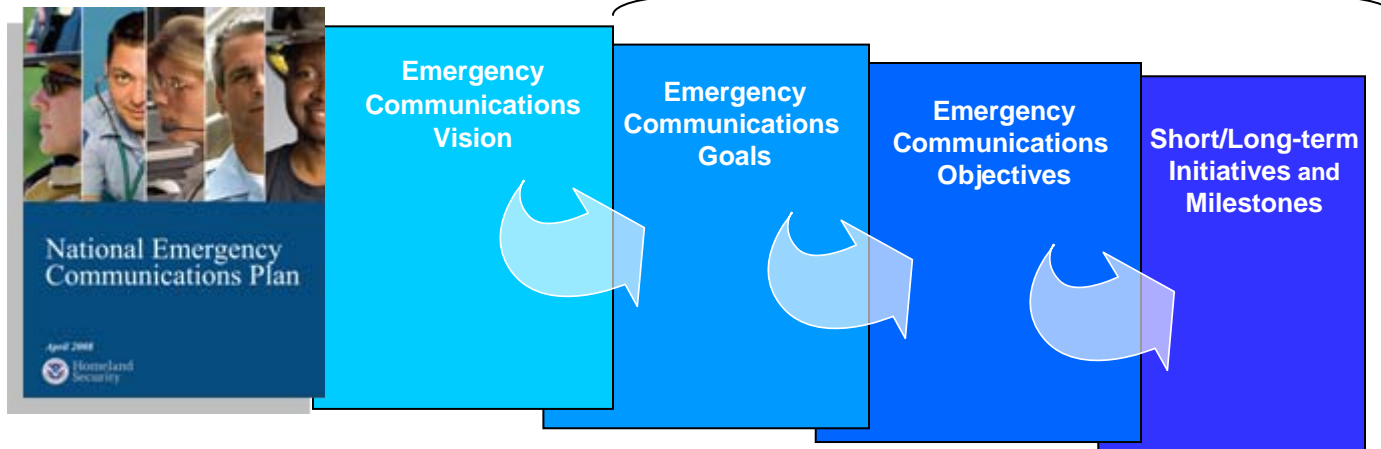 National Emergency
Communications Plan
April 2008
Homeland
Security
Emergency
Communications
Vision
Emergency
Communications
Goals
Emergency
Communications
Objectives
Short/Long-term
Initiatives and
Milestones